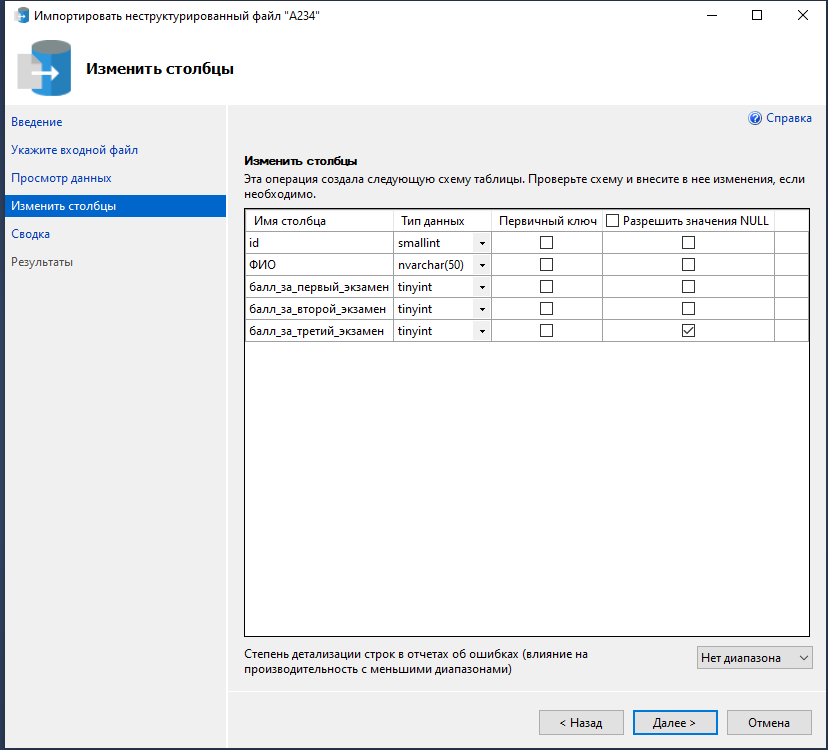 Импортировать неструктурированный файл "A234"
Изменить столбцы
Введение
Укажите входной файл
Просмотр данных
Изменить столбцы
Сводка
Результаты
Справка
Изменить столбцы
Эта операция создала следующую схему таблицы. Проверьте схему и внесите в нее изменения, если
необходимо.
Имя столбца Тип данных Первичный ключ Разрешить значения NULL
id smallint
ФИО nvarchar(50)
балл_за_первый_экзамен tinyint
балл_за_второй_экзамен tinyint
балл_за_третий_экзамен tinyint
Степень детализации строк в отчетах об ошибках (влияние на
производительность с меньшими диапазонами)
Нет диапазона
< Назад Далее > Отмена